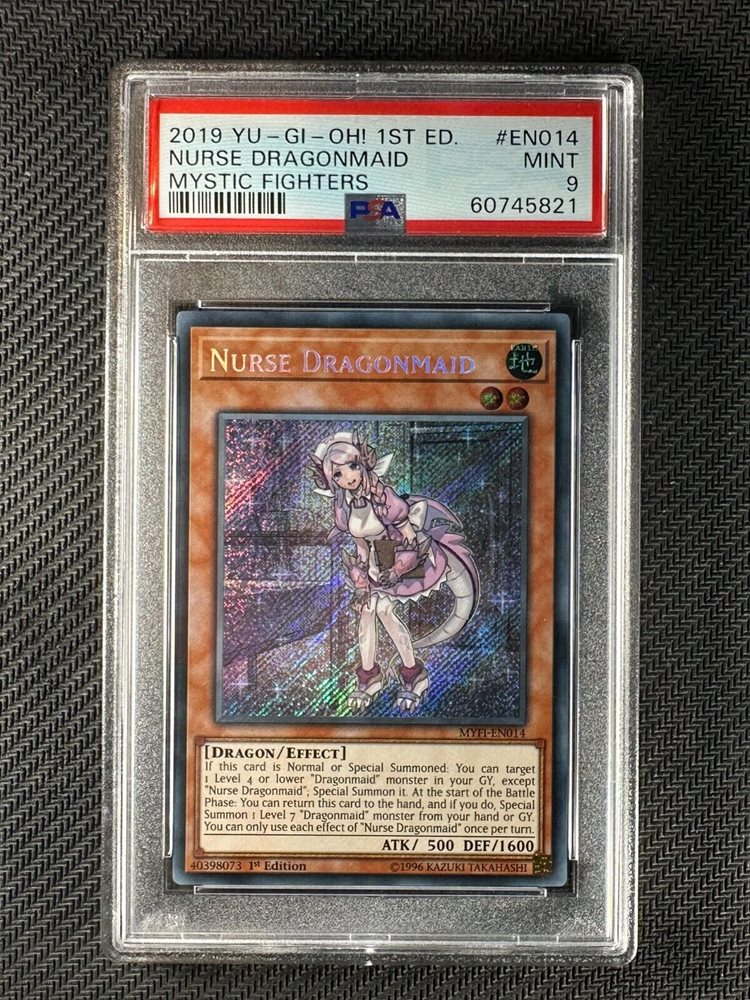 2019 YU-GI-OH! 1ST ED. #EN014
NURSE DRAGONMAID MINT
MYSTIC FIGHTERS 9
PSA 60745821
NURSE DRAGONMAID
EARTH
地
MYFI-EN014
[DRAGON/EFFECT]
If this card is Normal or Special Summoned: You can target
1 Level 4 or lower "Dragonmaid" monster in your GY, except
"Nurse Dragonmaid"; Special Summon it. At the start of the Battle
Phase: You can return this card to the hand, and if you do, Special
Summon 1 Level 7 "Dragonmaid" monster from your hand or GY.
You can only use each effect of "Nurse Dragonmaid" once per turn.
ATK/ 500 DEF/1600
40398073 1st Edition ©1996 KAZUKI TAKAHASHI